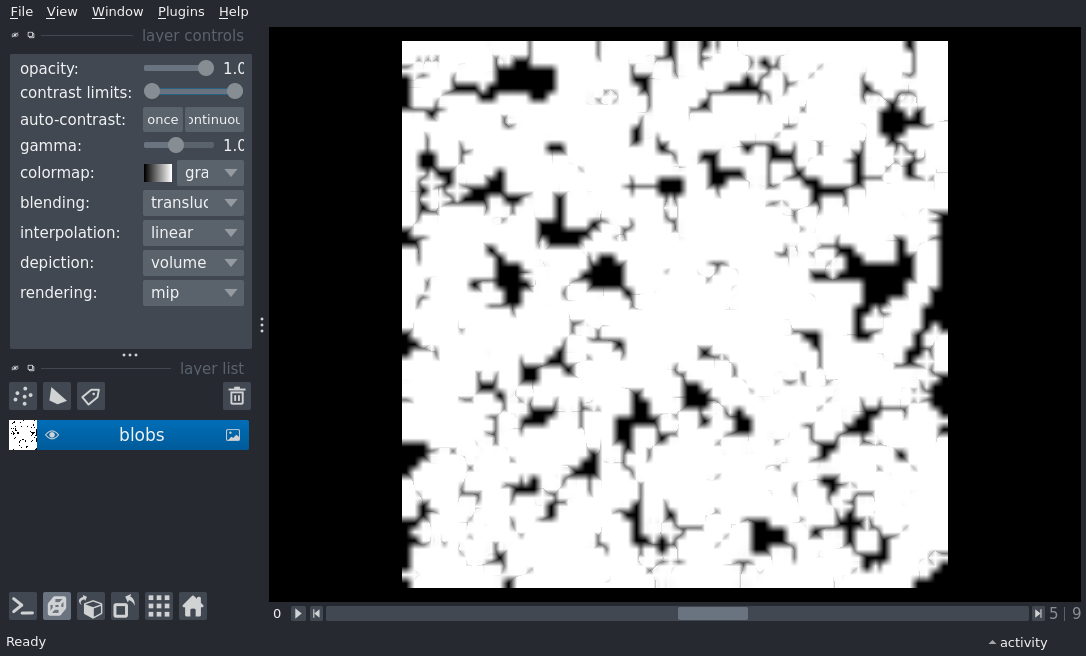 File View Window Plugins Help
layer controls
opacity: 1.0
contrast limits:
auto-contrast: once ontinuou
gamma: 1.0
colormap: gra
blending: transluc
interpolation: linear
depiction: volume
rendering: mip
layer list
blobs
0 5 | 9
Ready activity